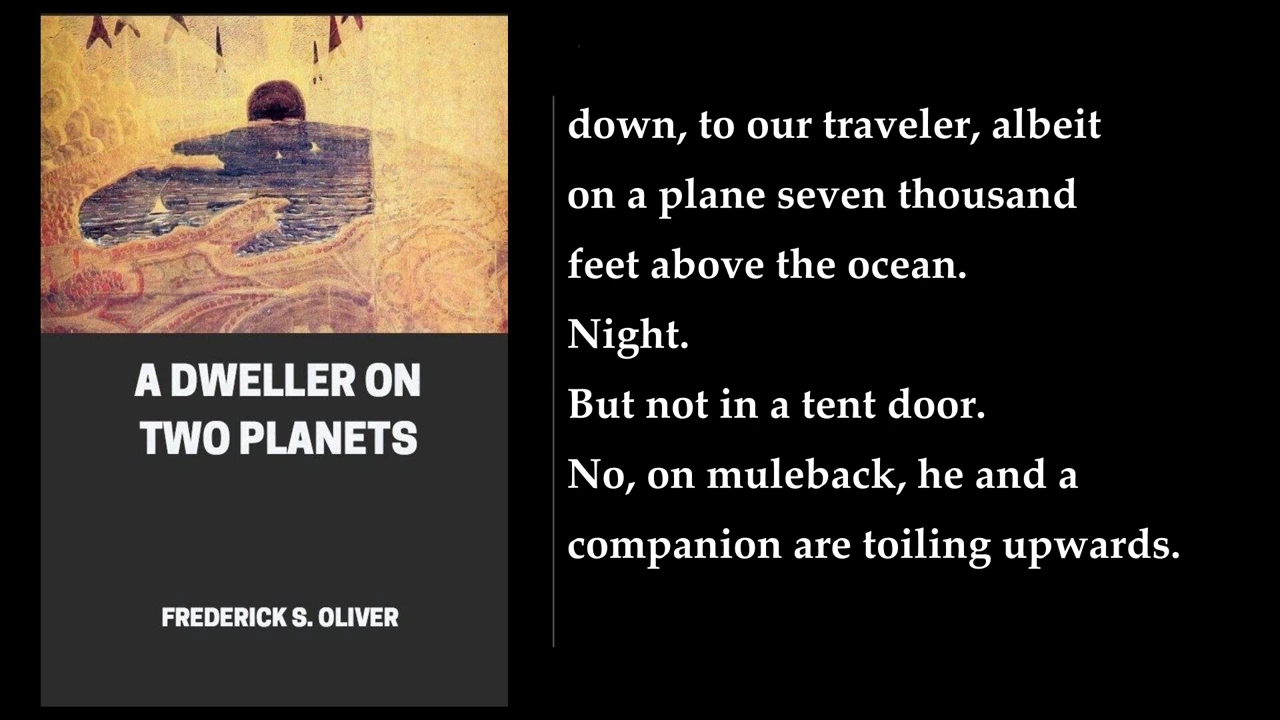 A DWELLER ON
TWO PLANETS
FREDERICK S. OLIVER
down, to our traveler, albeit
on a plane seven thousand
feet above the ocean.
Night.
But not in a tent door.
No, on muleback, he and a
companion are toiling upwards.